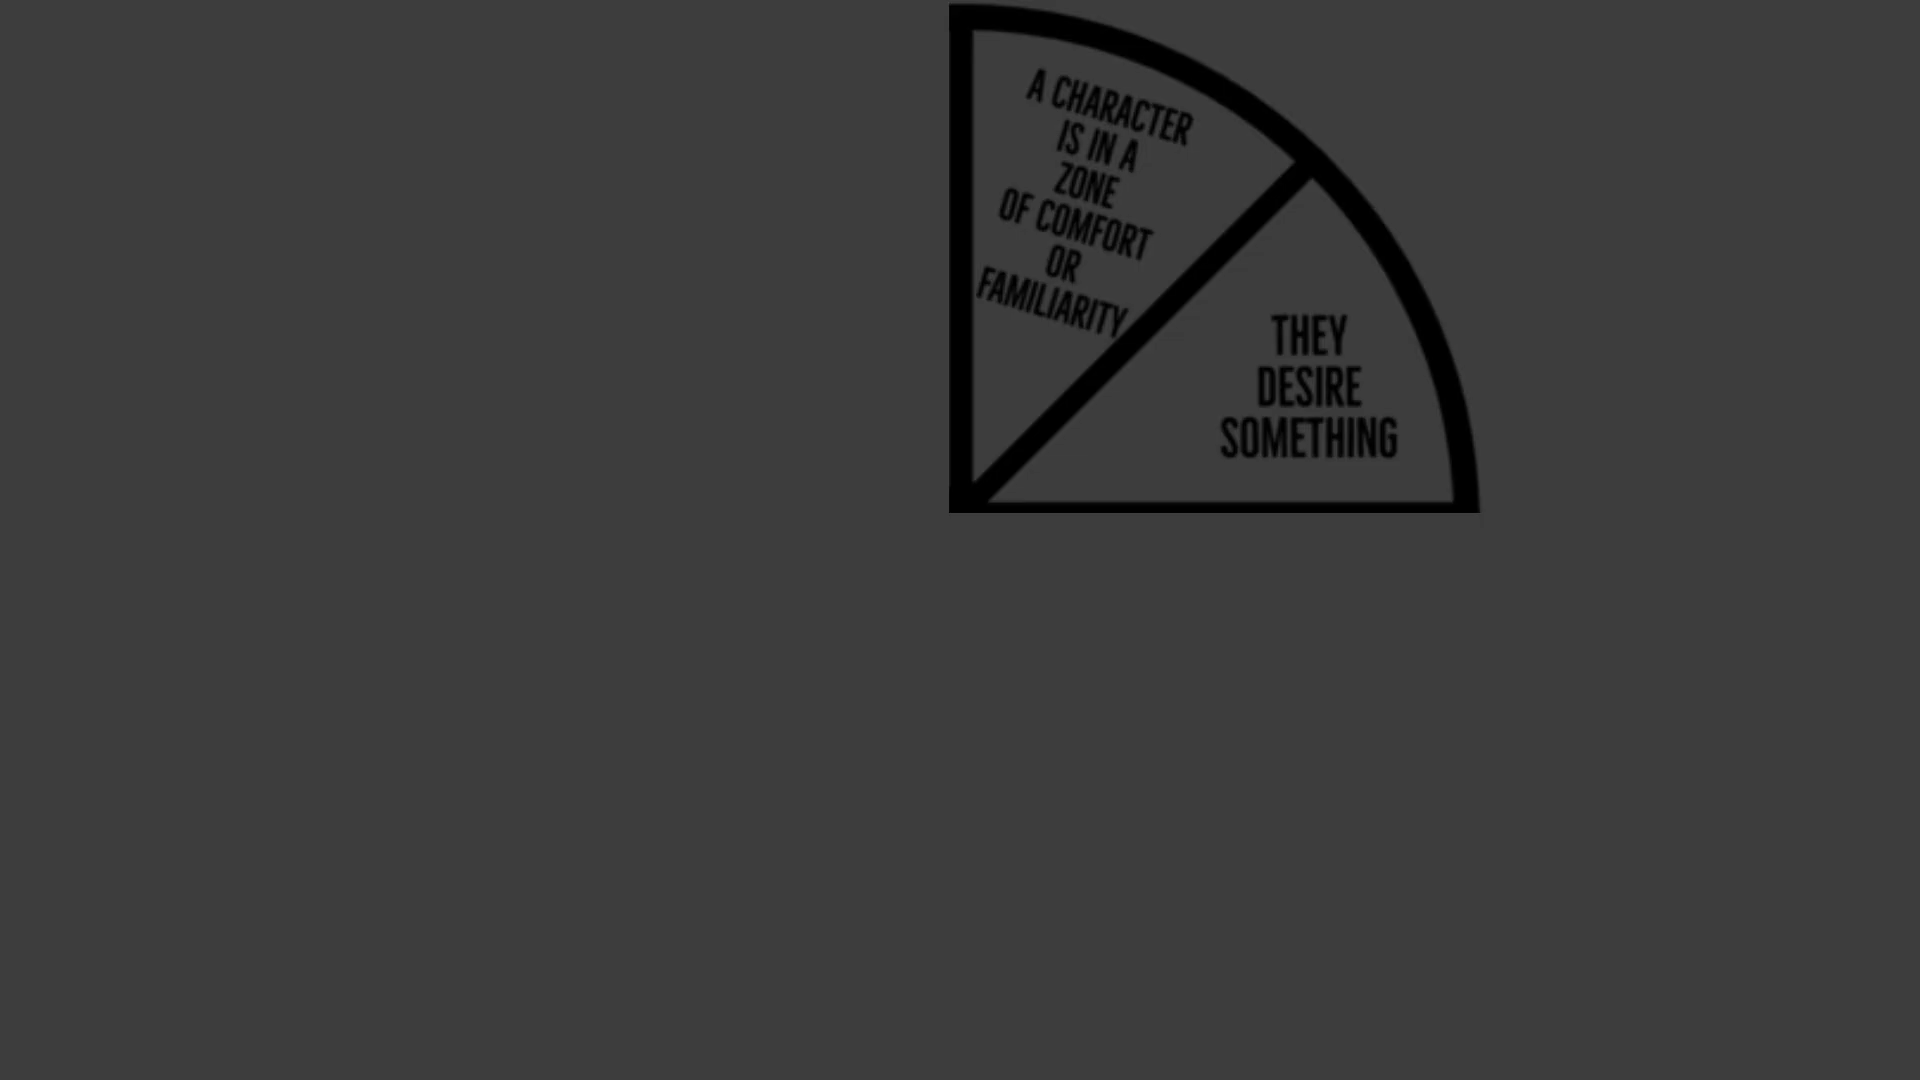 A CHARACTER
IS IN A
ZONE
OF COMFORT
OR
FAMILIARITY
THEY
DESIRE
SOMETHING